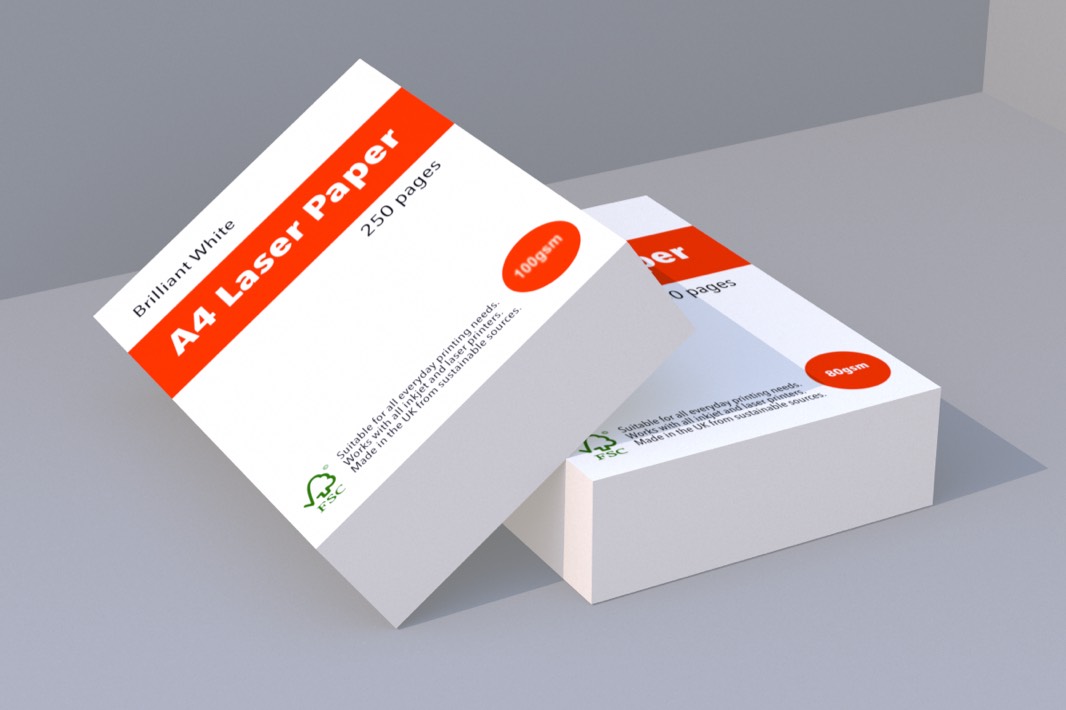 Brilliant White
A4 Laser Paper
250 pages
100gsm
Suitable for all everyday printing needs.
Works with all inkjet and laser printers.
Made in the UK from sustainable sources.
®
FSC
per
0 pages
80gsm
Suitable for all everyday printing needs.
Works with all inkjet and laser printers.
Made in the UK from sustainable sources.
®
FSC